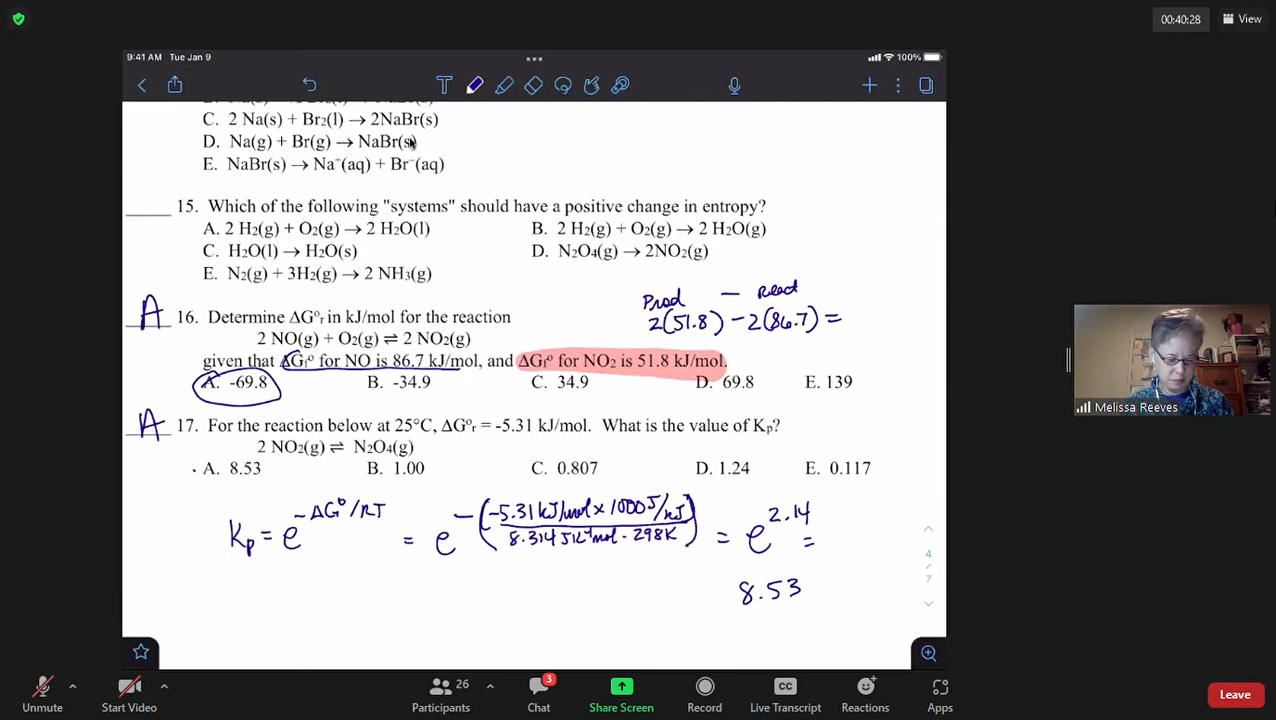 00:40:28
View
9:41 AM Tue Jan 9
100%
C. 2 Na(s) + Br₂(l) → 2NaBr(s)
D. Na(g) + Br(g) → NaBr(s)
E. NaBr(s) → Na⁺(aq) + Br⁻(aq)
15. Which of the following "systems" should have a positive change in entropy?
A. 2 H₂(g) + O₂(g) → 2 H₂O(l) B. 2 H₂(g) + O₂(g) → 2 H₂O(g)
C. H₂O(l) → H₂O(s) D. N₂O₄(g) → 2NO₂(g)
E. N₂(g) + 3H₂(g) → 2 NH₃(g)
Prod — React
2(51.8) − 2(86.7) =
A 16. Determine ΔG°ᵣ in kJ/mol for the reaction
2 NO(g) + O₂(g) ⇌ 2 NO₂(g)
given that ΔGf° for NO is 86.7 kJ/mol, and ΔGf° for NO₂ is 51.8 kJ/mol.
A. -69.8 B. -34.9 C. 34.9 D. 69.8 E. 139
A 17. For the reaction below at 25°C, ΔG°ᵣ = -5.31 kJ/mol. What is the value of Kₚ?
2 NO₂(g) ⇌ N₂O₄(g)
A. 8.53 B. 1.00 C. 0.807 D. 1.24 E. 0.117
Kp = e^(−ΔG°/RT) = e^−((−5.31 kJ/mol × 1000 J/kJ)/(8.314 J/K mol · 298K)) = e^2.14 =
8.53
4
/
7
Melissa Reeves
Unmute
Start Video
26
Participants
3
Chat
Share Screen
Record
CC
Live Transcript
Reactions
Apps
Leave